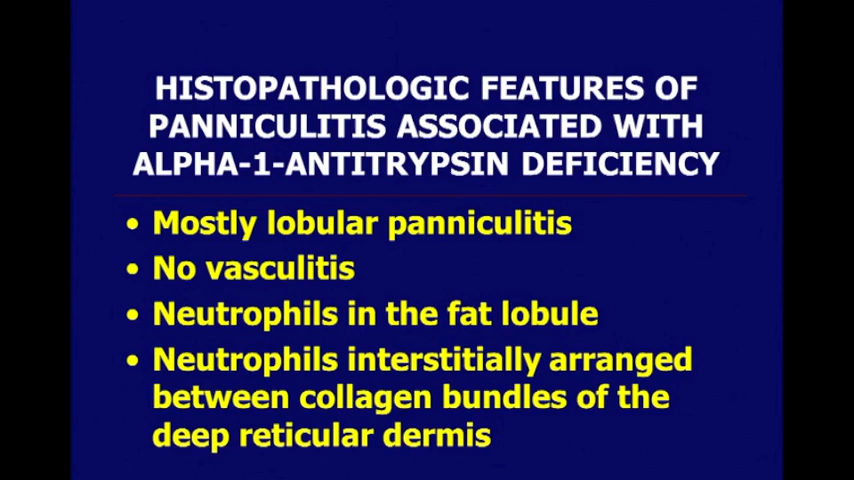 HISTOPATHOLOGIC FEATURES OF
PANNICULITIS ASSOCIATED WITH
ALPHA-1-ANTITRYPSIN DEFICIENCY
• Mostly lobular panniculitis
• No vasculitis
• Neutrophils in the fat lobule
• Neutrophils interstitially arranged
between collagen bundles of the
deep reticular dermis